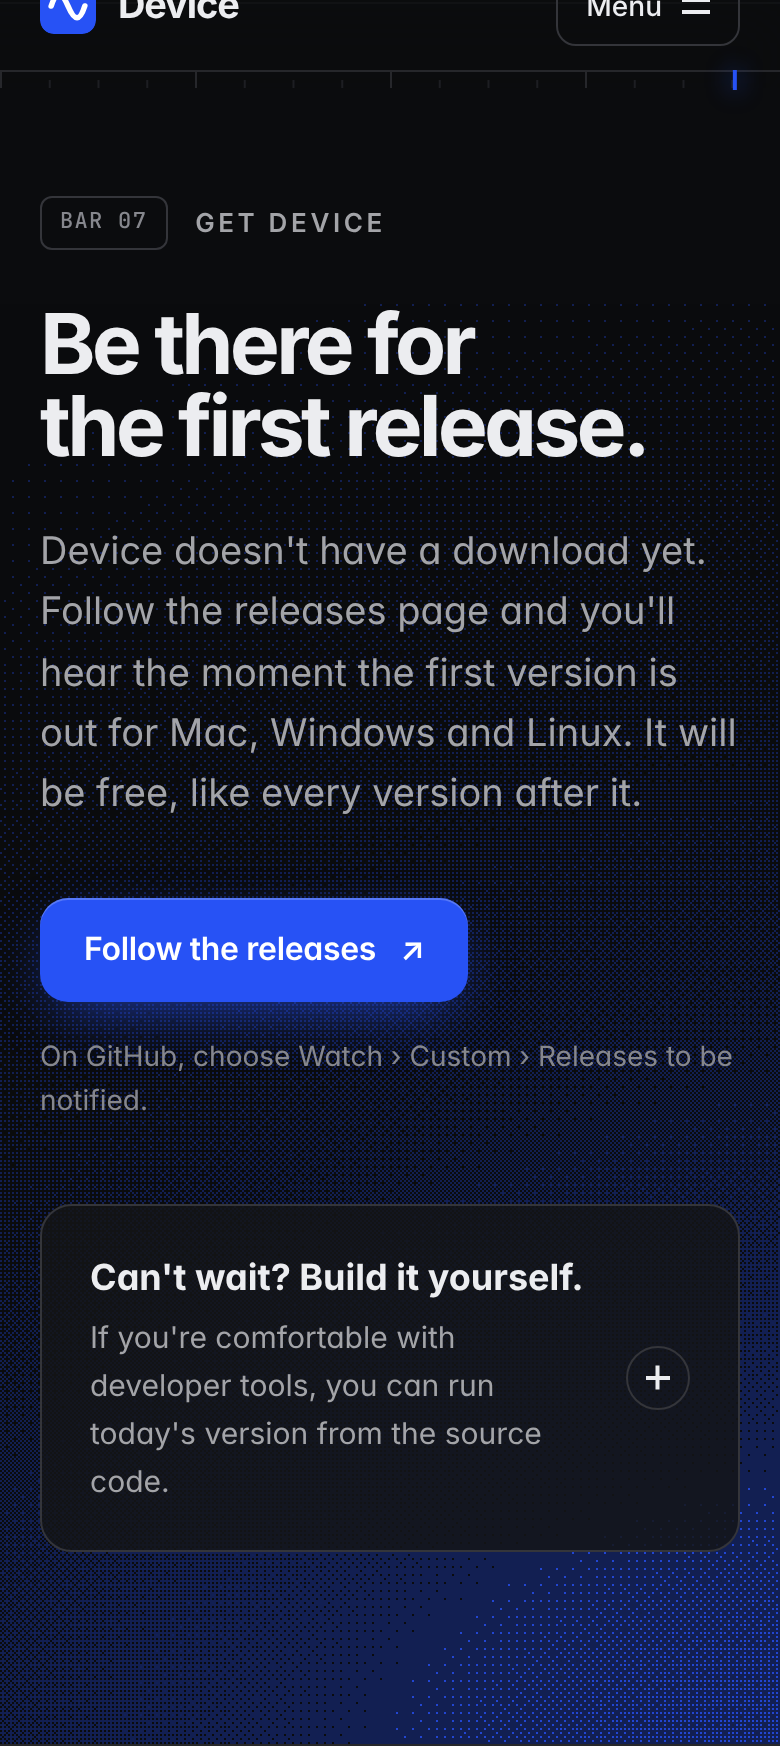 Device
Menu
BAR 07
GET DEVICE
Be there for
the first release.
Device doesn't have a download yet.
Follow the releases page and you'll
hear the moment the first version is
out for Mac, Windows and Linux. It will
be free, like every version after it.
Follow the releases
On GitHub, choose Watch › Custom › Releases to be
notified.
Can't wait? Build it yourself.
If you're comfortable with
developer tools, you can run
today's version from the source
code.